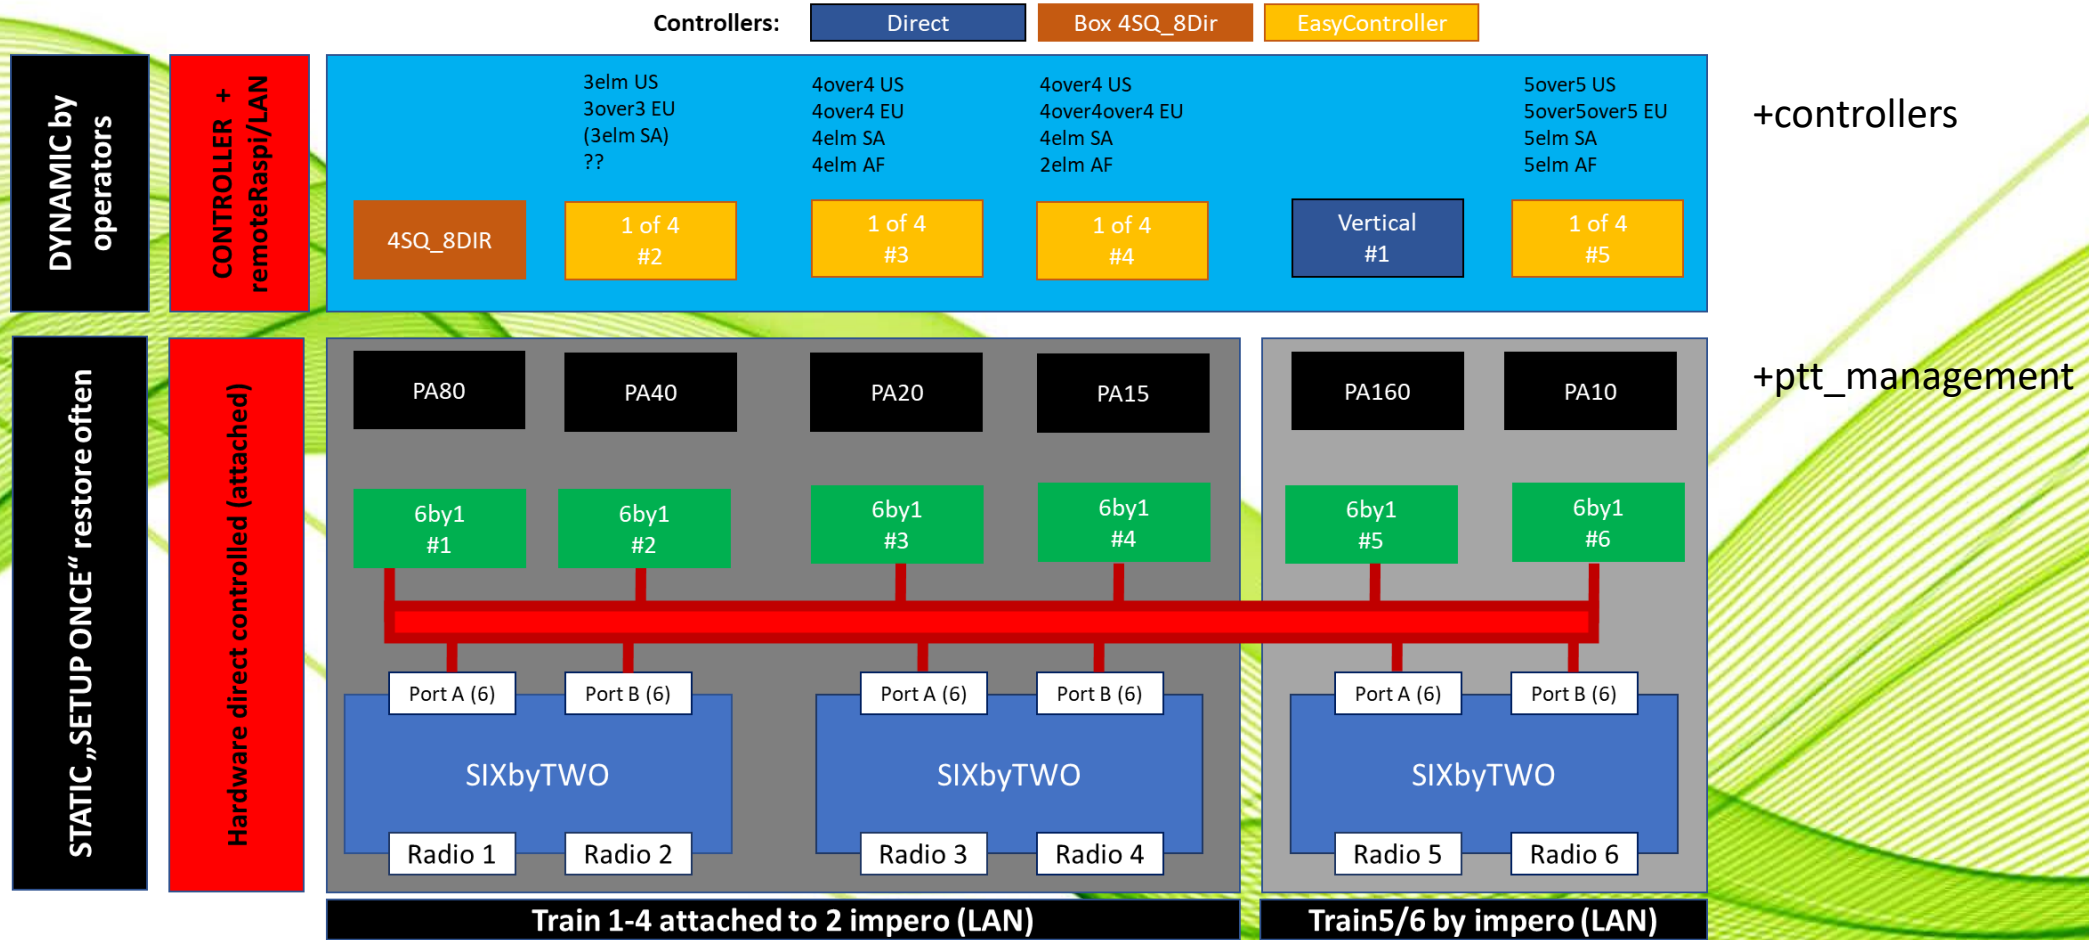 Controllers:
Direct
Box 4SQ_8Dir
EasyController
DYNAMIC by
operators
CONTROLLER +
remoteRaspi/LAN
3elm US
3over3 EU
(3elm SA)
??
4over4 US
4over4 EU
4elm SA
4elm AF
4over4 US
4over4over4 EU
4elm SA
2elm AF
5over5 US
5over5over5 EU
5elm SA
5elm AF
+controllers
4SQ_8DIR
1 of 4
#2
1 of 4
#3
1 of 4
#4
Vertical
#1
1 of 4
#5
STATIC „SETUP ONCE“ restore often
Hardware direct controlled (attached)
PA80
PA40
PA20
PA15
PA160
PA10
+ptt_management
6by1
#1
6by1
#2
6by1
#3
6by1
#4
6by1
#5
6by1
#6
Port A (6)
Port B (6)
Port A (6)
Port B (6)
Port A (6)
Port B (6)
SIXbyTWO
SIXbyTWO
SIXbyTWO
Radio 1
Radio 2
Radio 3
Radio 4
Radio 5
Radio 6
Train 1-4 attached to 2 impero (LAN)
Train5/6 by impero (LAN)